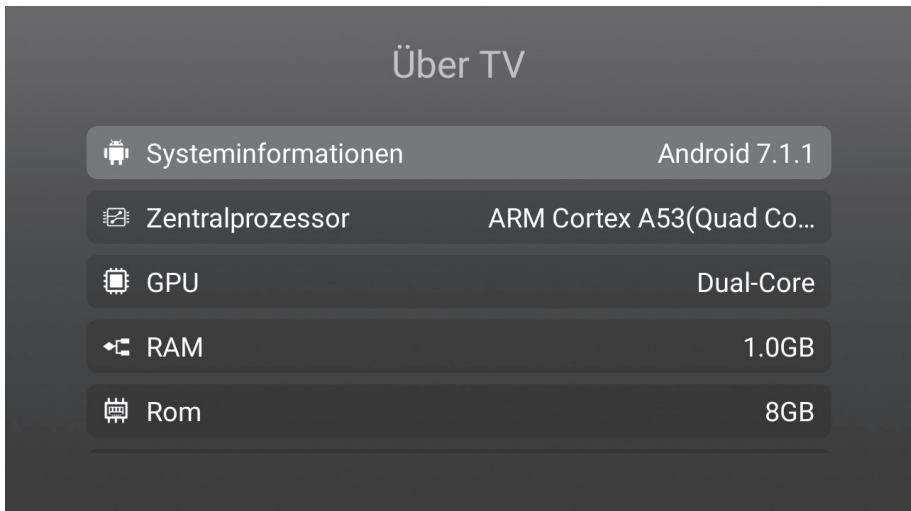 Über TV
Systeminformationen Android 7.1.1
Zentralprozessor ARM Cortex A53(Quad Co...
GPU Dual-Core
RAM 1.0GB
Rom 8GB